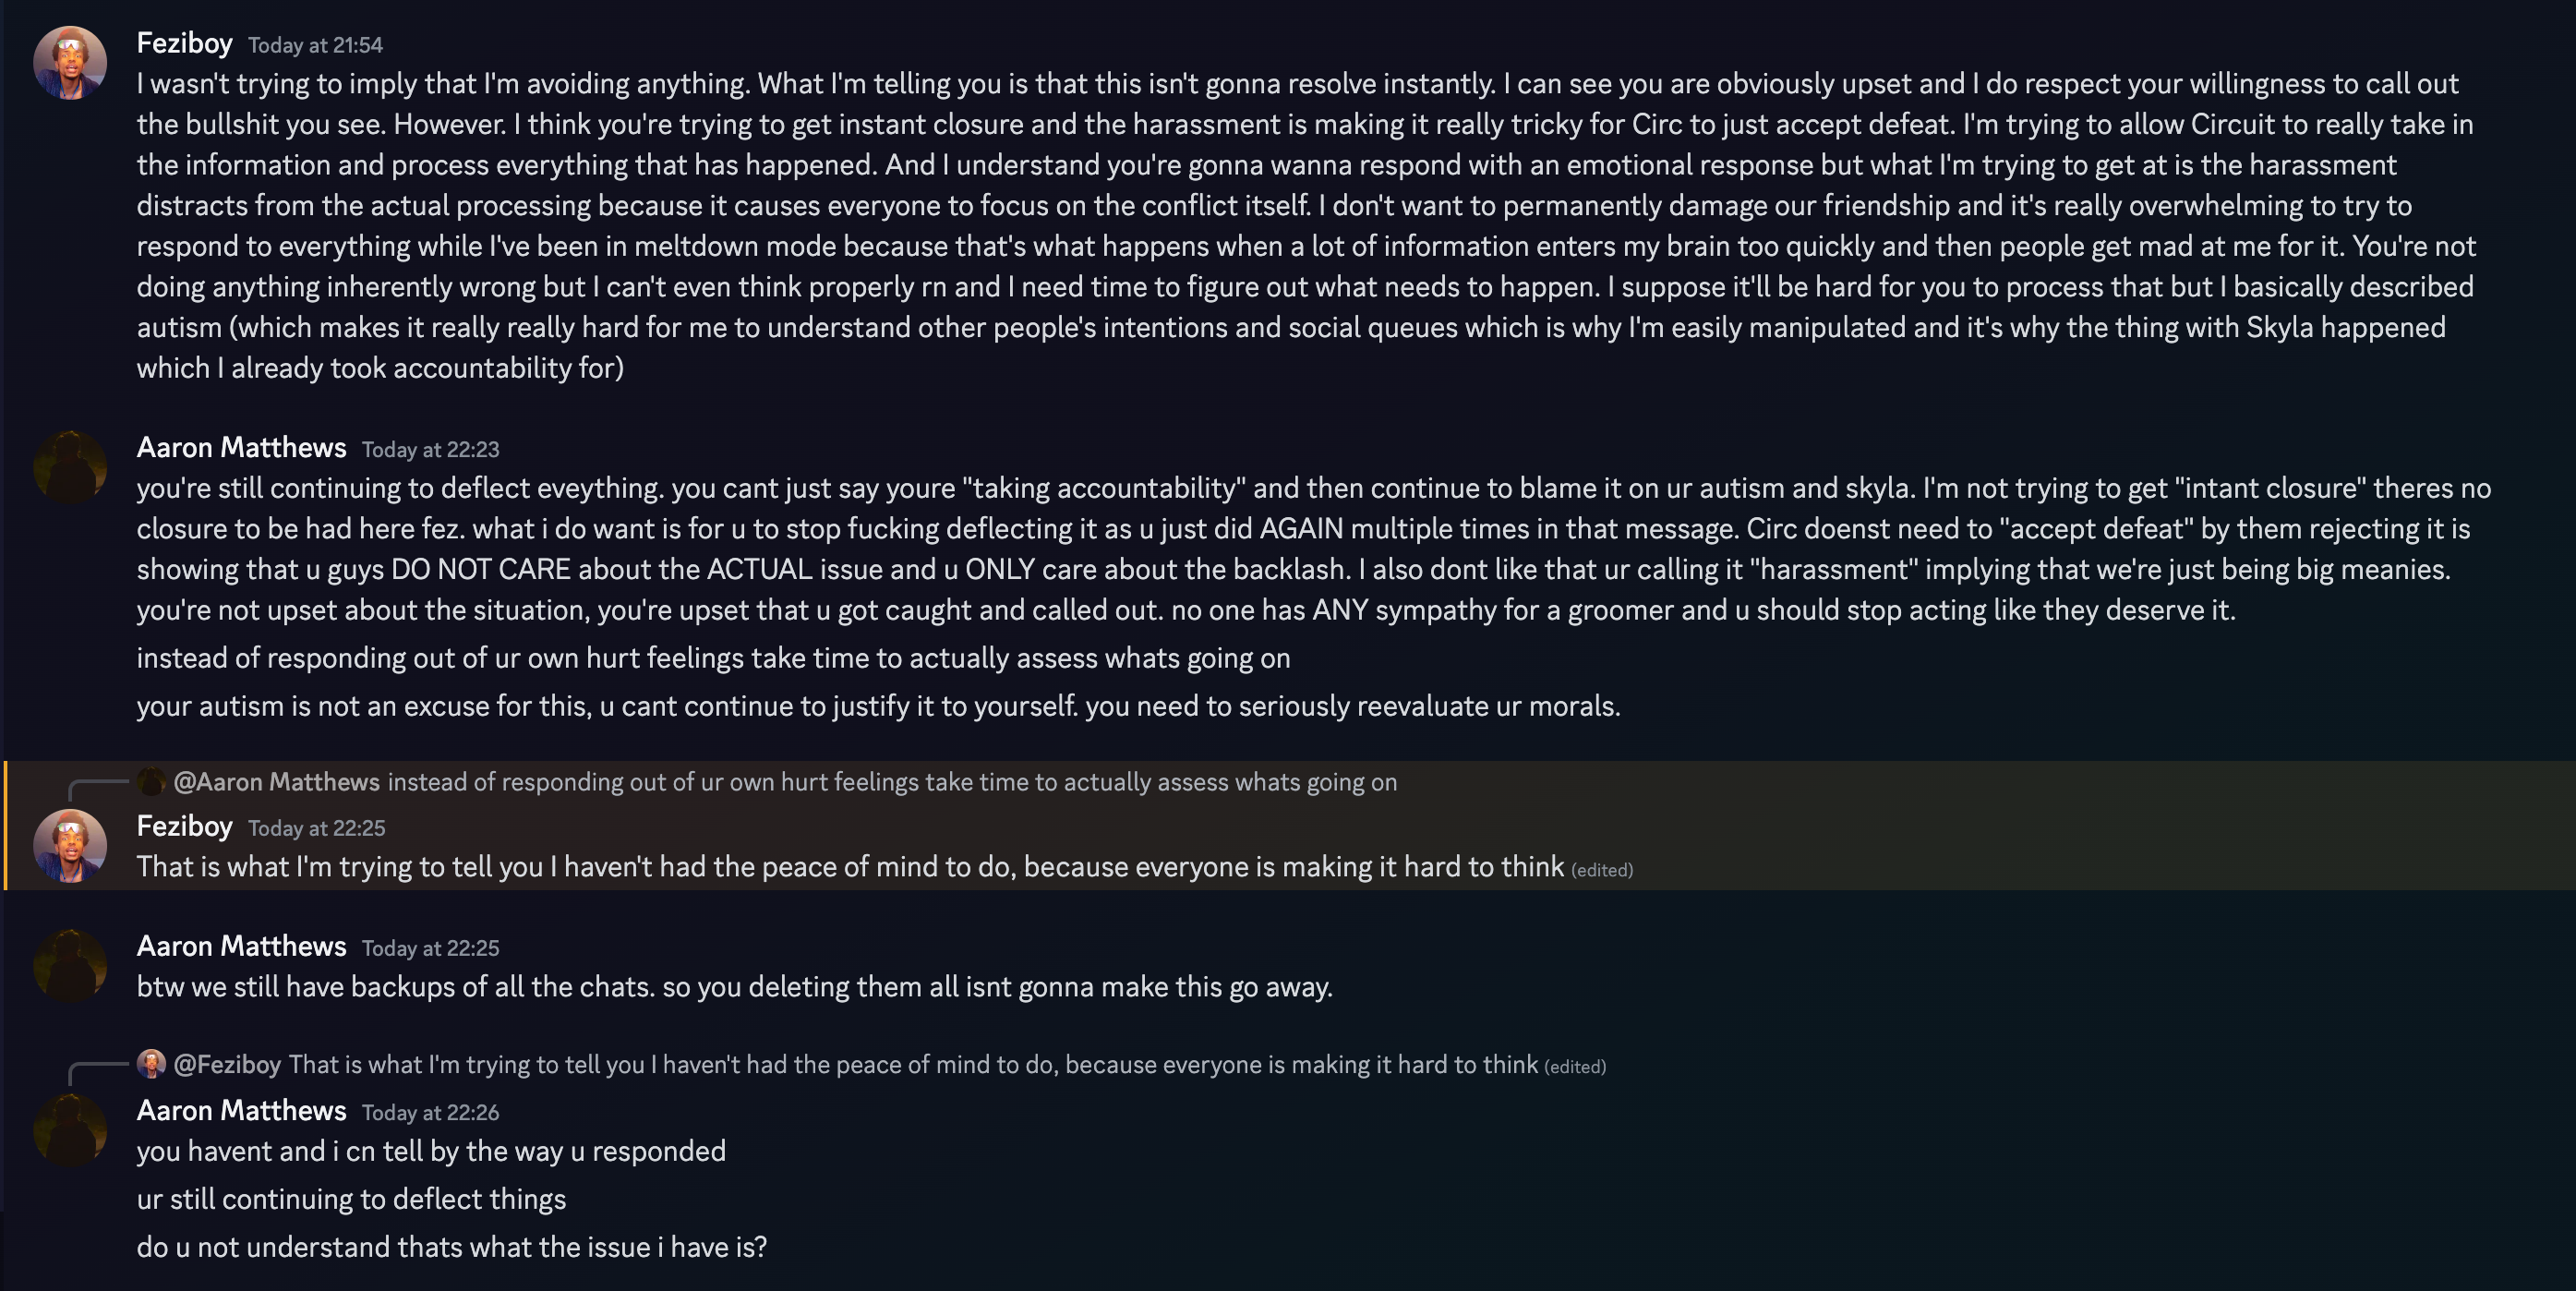 Feziboy Today at 21:54
I wasn't trying to imply that I'm avoiding anything. What I'm telling you is that this isn't gonna resolve instantly. I can see you are obviously upset and I do respect your willingness to call out
the bullshit you see. However. I think you're trying to get instant closure and the harassment is making it really tricky for Circ to just accept defeat. I'm trying to allow Circuit to really take in
the information and process everything that has happened. And I understand you're gonna wanna respond with an emotional response but what I'm trying to get at is the harassment
distracts from the actual processing because it causes everyone to focus on the conflict itself. I don't want to permanently damage our friendship and it's really overwhelming to try to
respond to everything while I've been in meltdown mode because that's what happens when a lot of information enters my brain too quickly and then people get mad at me for it. You're not
doing anything inherently wrong but I can't even think properly rn and I need time to figure out what needs to happen. I suppose it'll be hard for you to process that but I basically described
autism (which makes it really really hard for me to understand other people's intentions and social queues which is why I'm easily manipulated and it's why the thing with Skyla happened
which I already took accountability for)
Aaron Matthews Today at 22:23
you're still continuing to deflect eveything. you cant just say youre "taking accountability" and then continue to blame it on ur autism and skyla. I'm not trying to get "intant closure" theres no
closure to be had here fez. what i do want is for u to stop fucking deflecting it as u just did AGAIN multiple times in that message. Circ doenst need to "accept defeat" by them rejecting it is
showing that u guys DO NOT CARE about the ACTUAL issue and u ONLY care about the backlash. I also dont like that ur calling it "harassment" implying that we're just being big meanies.
you're not upset about the situation, you're upset that u got caught and called out. no one has ANY sympathy for a groomer and u should stop acting like they deserve it.
instead of responding out of ur own hurt feelings take time to actually assess whats going on
your autism is not an excuse for this, u cant continue to justify it to yourself. you need to seriously reevaluate ur morals.
@Aaron Matthews instead of responding out of ur own hurt feelings take time to actually assess whats going on
Feziboy Today at 22:25
That is what I'm trying to tell you I haven't had the peace of mind to do, because everyone is making it hard to think (edited)
Aaron Matthews Today at 22:25
btw we still have backups of all the chats. so you deleting them all isnt gonna make this go away.
@Feziboy That is what I'm trying to tell you I haven't had the peace of mind to do, because everyone is making it hard to think (edited)
Aaron Matthews Today at 22:26
you havent and i cn tell by the way u responded
ur still continuing to deflect things
do u not understand thats what the issue i have is?